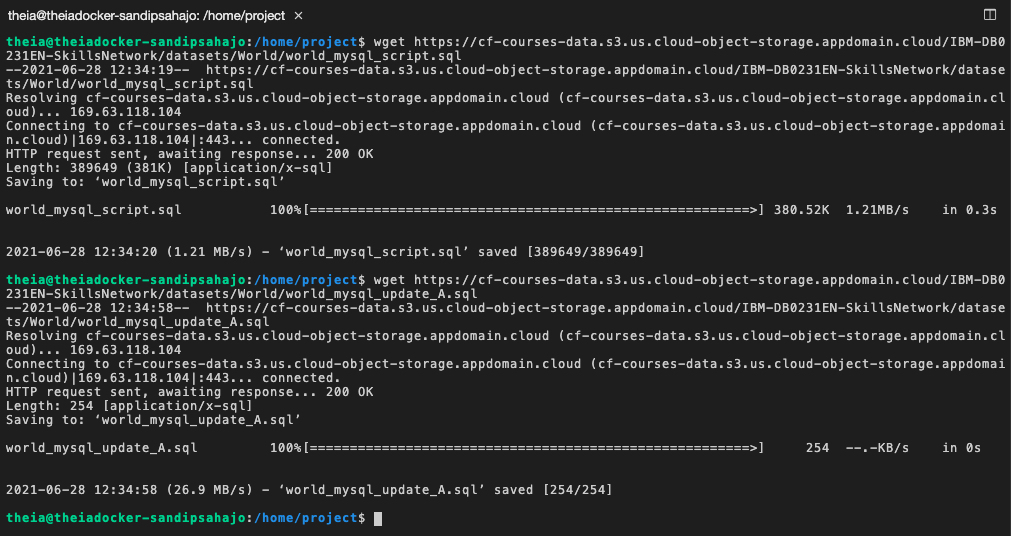 theia@theiadocker-sandipsahajo: /home/project ×
theia@theiadocker-sandipsahajo:/home/project$ wget https://cf-courses-data.s3.us.cloud-object-storage.appdomain.cloud/IBM-DB0
231EN-SkillsNetwork/datasets/World/world_mysql_script.sql
--2021-06-28 12:34:19--  https://cf-courses-data.s3.us.cloud-object-storage.appdomain.cloud/IBM-DB0231EN-SkillsNetwork/datase
ts/World/world_mysql_script.sql
Resolving cf-courses-data.s3.us.cloud-object-storage.appdomain.cloud (cf-courses-data.s3.us.cloud-object-storage.appdomain.cl
oud)... 169.63.118.104
Connecting to cf-courses-data.s3.us.cloud-object-storage.appdomain.cloud (cf-courses-data.s3.us.cloud-object-storage.appdomai
n.cloud)|169.63.118.104|:443... connected.
HTTP request sent, awaiting response... 200 OK
Length: 389649 (381K) [application/x-sql]
Saving to: ‘world_mysql_script.sql’
world_mysql_script.sql           100%[=======================================================>] 380.52K  1.21MB/s    in 0.3s
2021-06-28 12:34:20 (1.21 MB/s) - ‘world_mysql_script.sql’ saved [389649/389649]
theia@theiadocker-sandipsahajo:/home/project$ wget https://cf-courses-data.s3.us.cloud-object-storage.appdomain.cloud/IBM-DB0
231EN-SkillsNetwork/datasets/World/world_mysql_update_A.sql
--2021-06-28 12:34:58--  https://cf-courses-data.s3.us.cloud-object-storage.appdomain.cloud/IBM-DB0231EN-SkillsNetwork/datase
ts/World/world_mysql_update_A.sql
Resolving cf-courses-data.s3.us.cloud-object-storage.appdomain.cloud (cf-courses-data.s3.us.cloud-object-storage.appdomain.cl
oud)... 169.63.118.104
Connecting to cf-courses-data.s3.us.cloud-object-storage.appdomain.cloud (cf-courses-data.s3.us.cloud-object-storage.appdomai
n.cloud)|169.63.118.104|:443... connected.
HTTP request sent, awaiting response... 200 OK
Length: 254 [application/x-sql]
Saving to: ‘world_mysql_update_A.sql’
world_mysql_update_A.sql         100%[=======================================================>]     254  --.-KB/s    in 0s
2021-06-28 12:34:58 (26.9 MB/s) - ‘world_mysql_update_A.sql’ saved [254/254]
theia@theiadocker-sandipsahajo:/home/project$